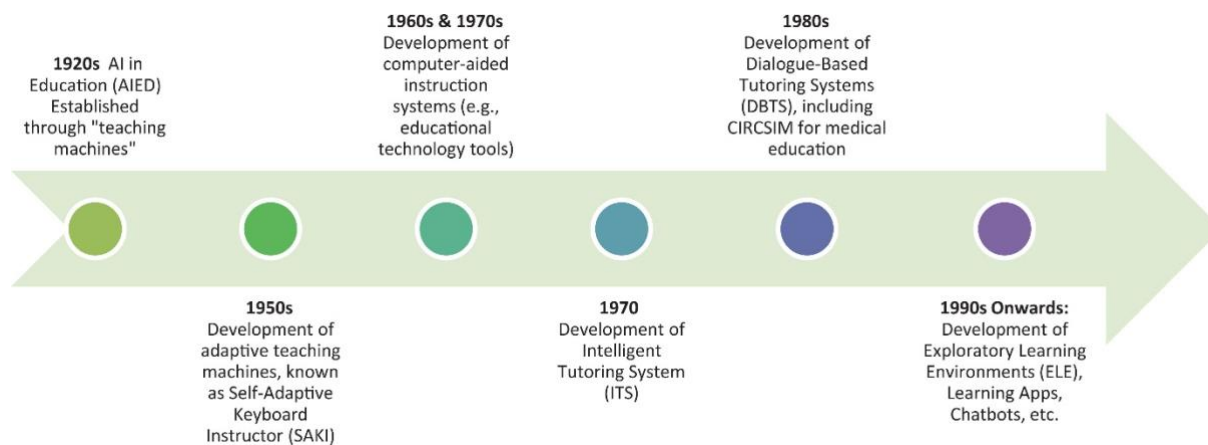 1920s AI in
Education (AIED)
Established
through "teaching
machines"
1950s
Development of
adaptive teaching
machines, known
as Self-Adaptive
Keyboard
Instructor (SAKI)
1960s & 1970s
Development of
computer-aided
instruction
systems (e.g.,
educational
technology tools)
1970
Development of
Intelligent
Tutoring System
(ITS)
1980s
Development of
Dialogue-Based
Tutoring Systems
(DBTS), including
CIRCSIM for medical
education
1990s Onwards:
Development of
Exploratory Learning
Environments (ELE),
Learning Apps,
Chatbots, etc.